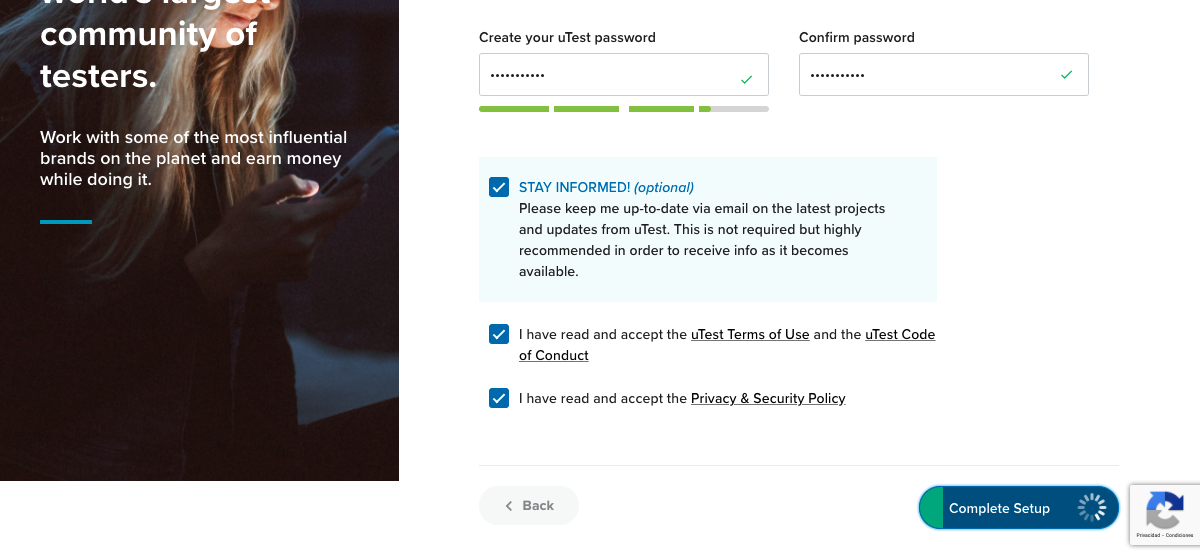 world's largest
community of
testers.
Work with some of the most influential
brands on the planet and earn money
while doing it.
Create your uTest password
•••••••••••
Confirm password
•••••••••••
STAY INFORMED! (optional)
Please keep me up-to-date via email on the latest projects
and updates from uTest. This is not required but highly
recommended in order to receive info as it becomes
available.
I have read and accept the uTest Terms of Use and the uTest Code
of Conduct
I have read and accept the Privacy & Security Policy
Back
Complete Setup
Privacidad - Condiciones